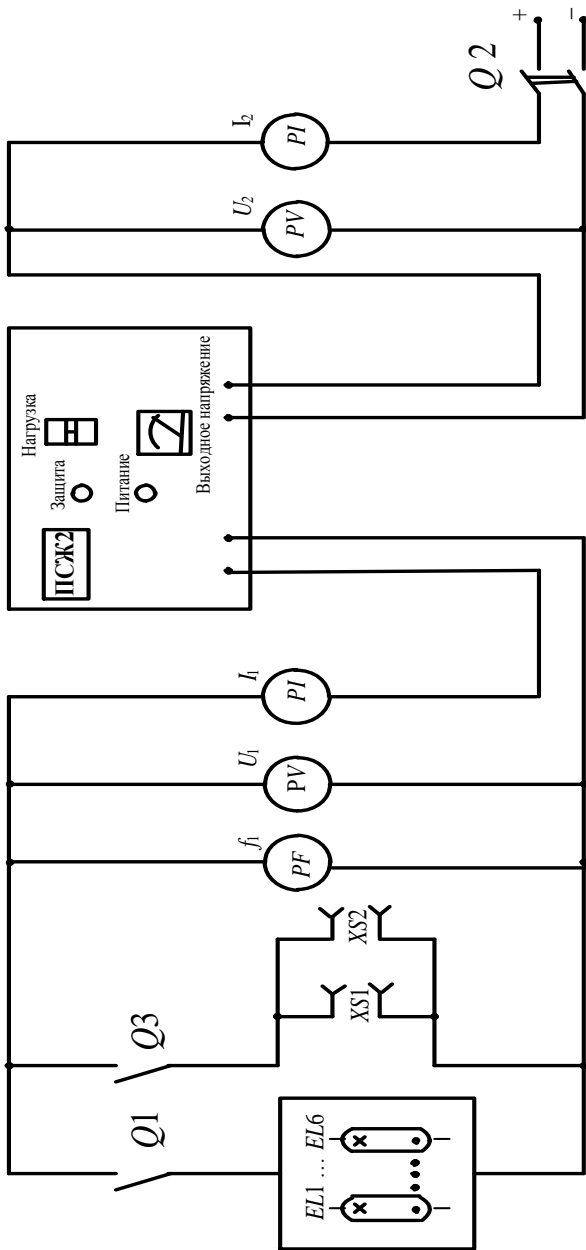 Q1
Q3
EL1 ... EL6
XS1
XS2
f₁
PF
U₁
PV
I₁
PI
ПСЖ2
Защита
Нагрузка
Питание
Выходное напряжение
U₂
PV
I₂
PI
Q 2
+
−